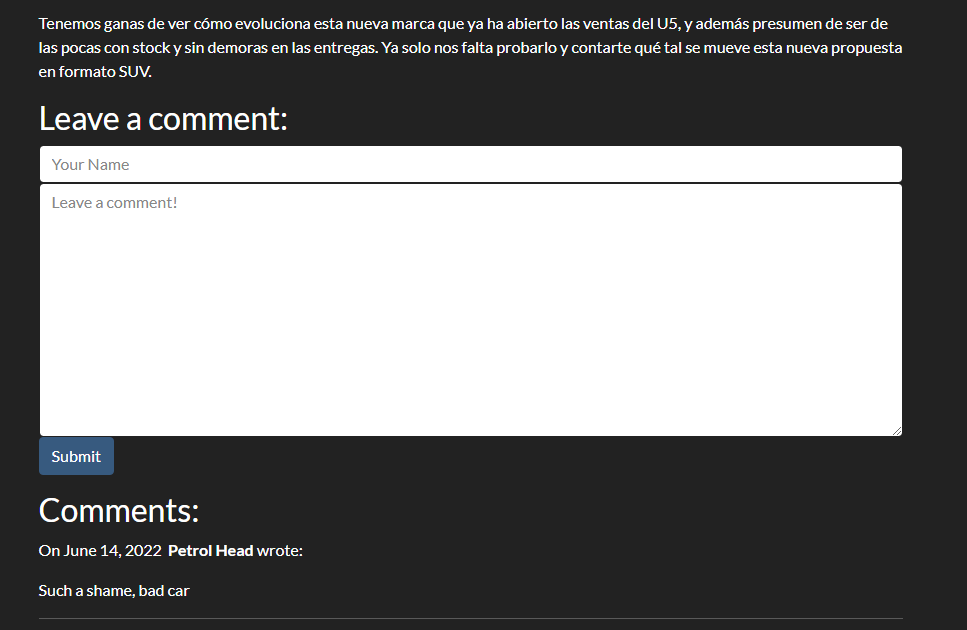 Tenemos ganas de ver cómo evoluciona esta nueva marca que ya ha abierto las ventas del U5, y además presumen de ser de
las pocas con stock y sin demoras en las entregas. Ya solo nos falta probarlo y contarte qué tal se mueve esta nueva propuesta
en formato SUV.
Leave a comment:
Your Name
Leave a comment!
Submit
Comments:
On June 14, 2022 Petrol Head wrote:
Such a shame, bad car